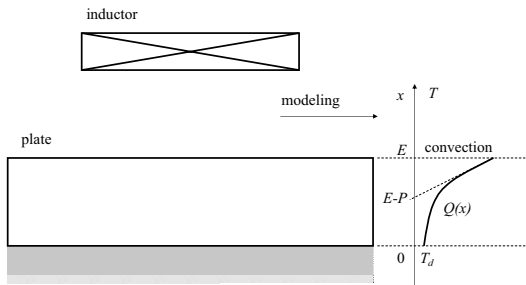 inductor
modeling
x T
plate
E convection
E-P
Q(x)
0 T_d